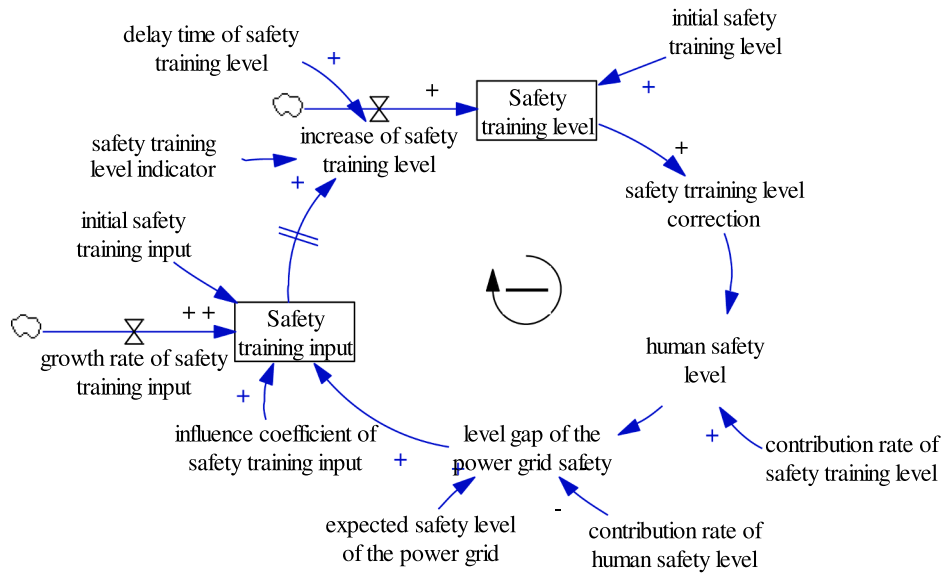 delay time of safety
training level
+
initial safety
training level
+
+
Safety
training level
increase of safety
training level
safety training
level indicator
+
+
safety trraining level
correction
initial safety
training input
+ +
Safety
training input
growth rate of safety
training input
human safety
level
+
influence coefficient of
safety training input
+
level gap of the
power grid safety
+
-
+
contribution rate of
safety training level
expected safety level
of the power grid
-
contribution rate of
human safety level